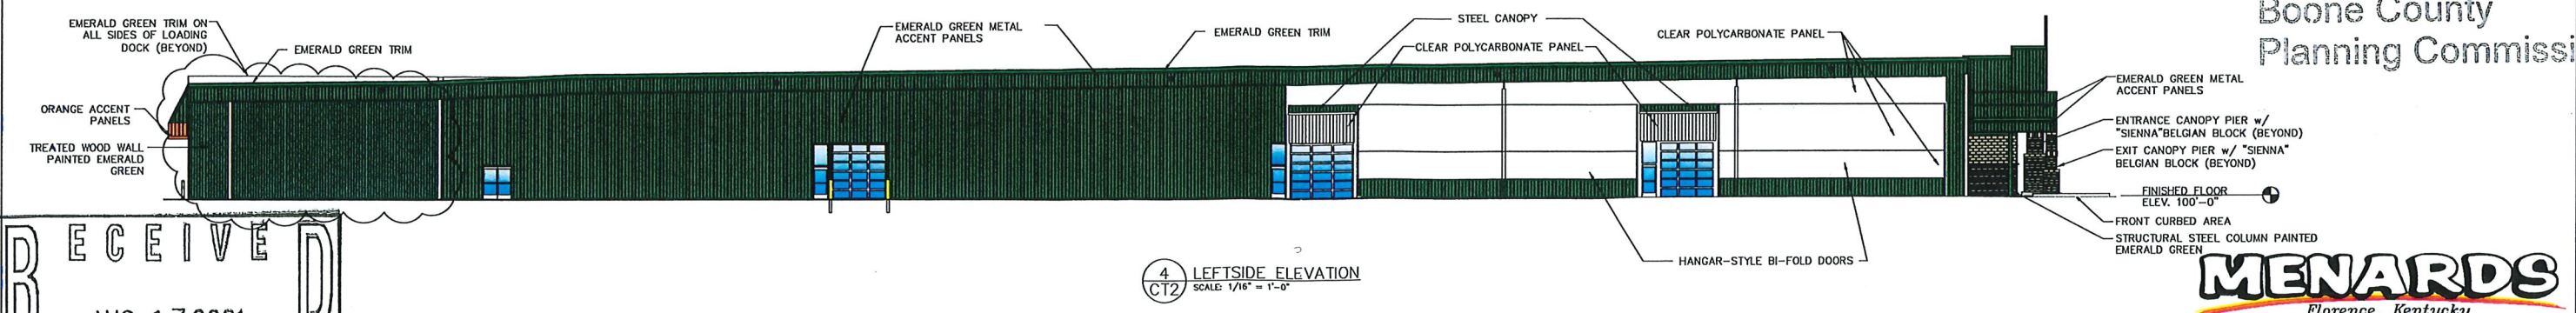 Boone County
Planning Commissi
EMERALD GREEN TRIM ON
ALL SIDES OF LOADING
DOCK (BEYOND)
EMERALD GREEN TRIM
EMERALD GREEN METAL
ACCENT PANELS
EMERALD GREEN TRIM
STEEL CANOPY
CLEAR POLYCARBONATE PANEL
CLEAR POLYCARBONATE PANEL
ORANGE ACCENT
PANELS
TREATED WOOD WALL
PAINTED EMERALD
GREEN
EMERALD GREEN METAL
ACCENT PANELS
ENTRANCE CANOPY PIER w/
"SIENNA"BELGIAN BLOCK (BEYOND)
EXIT CANOPY PIER w/ "SIENNA"
BELGIAN BLOCK (BEYOND)
FINISHED FLOOR
ELEV. 100'-0"
FRONT CURBED AREA
STRUCTURAL STEEL COLUMN PAINTED
EMERALD GREEN
HANGAR-STYLE BI-FOLD DOORS
4
CT2
LEFTSIDE ELEVATION
SCALE: 1/16" = 1'-0"
RECEIVED
MENARDS
Florence, Kentucky